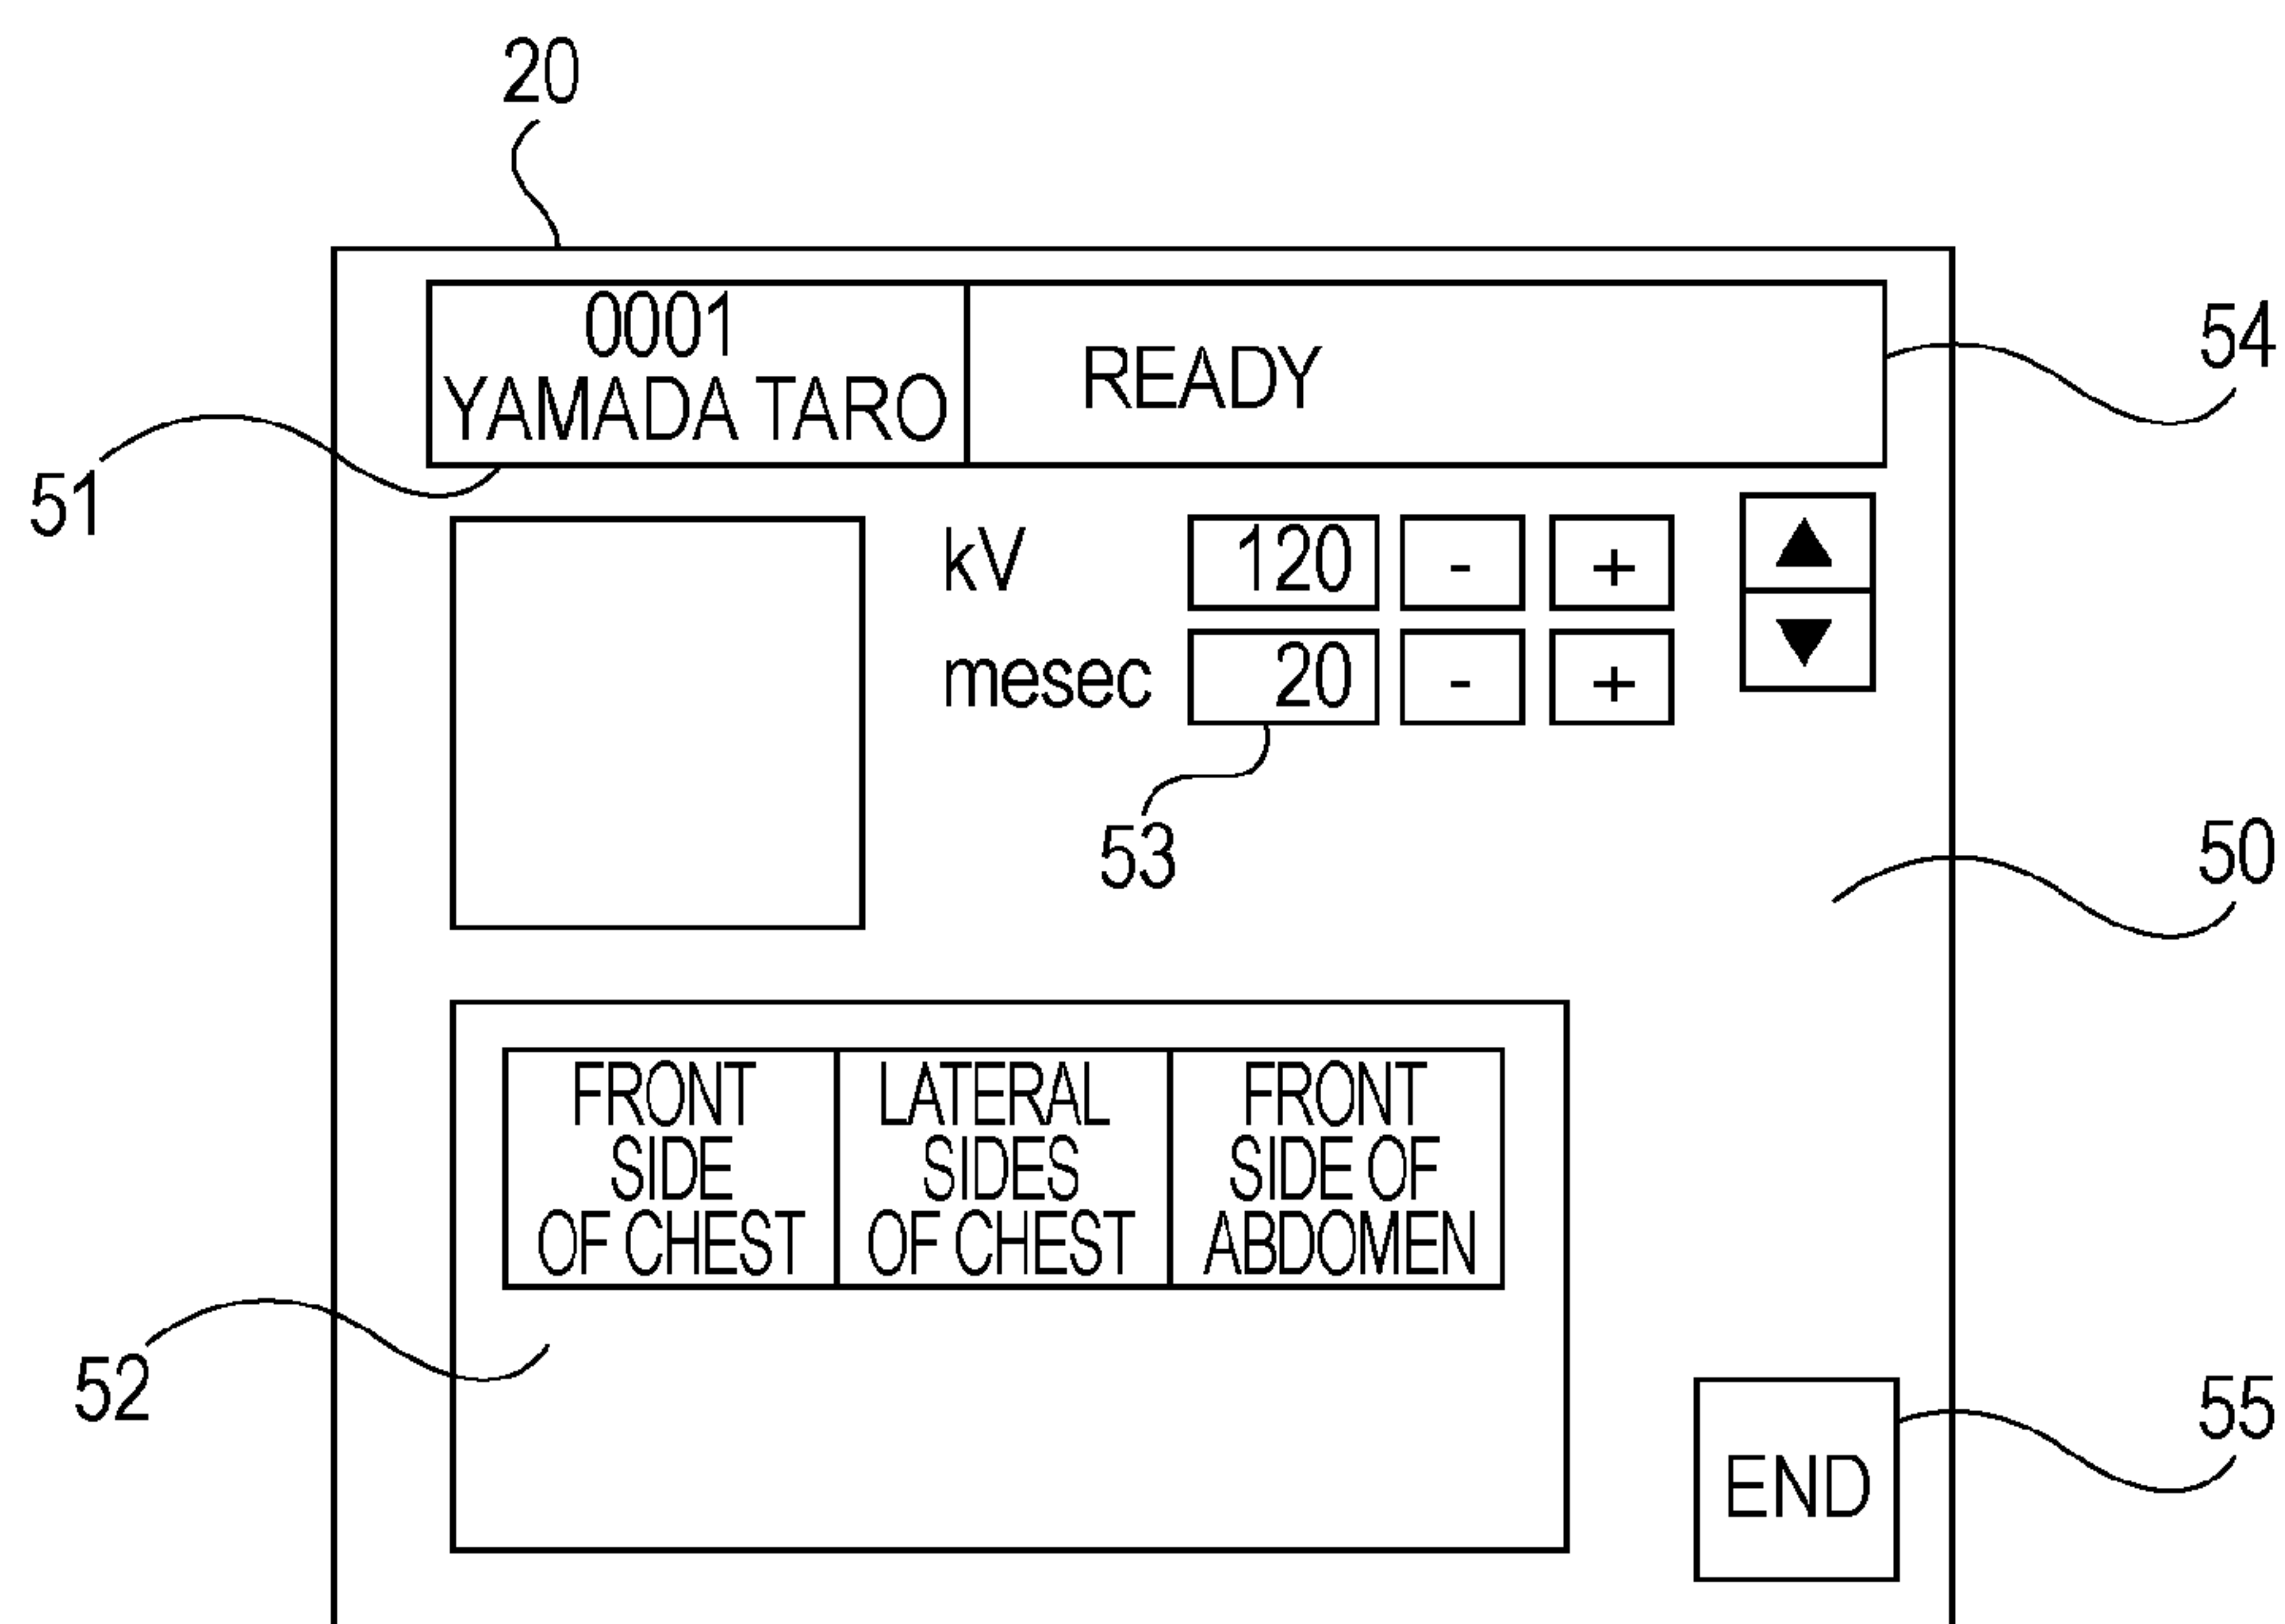 20
0001
YAMADA TARO
READY
54
51
kV 120 - +
mesec 20 - +
53
50
FRONT
SIDE
OF CHEST
LATERAL
SIDES
OF CHEST
FRONT
SIDE OF
ABDOMEN
52
55
END